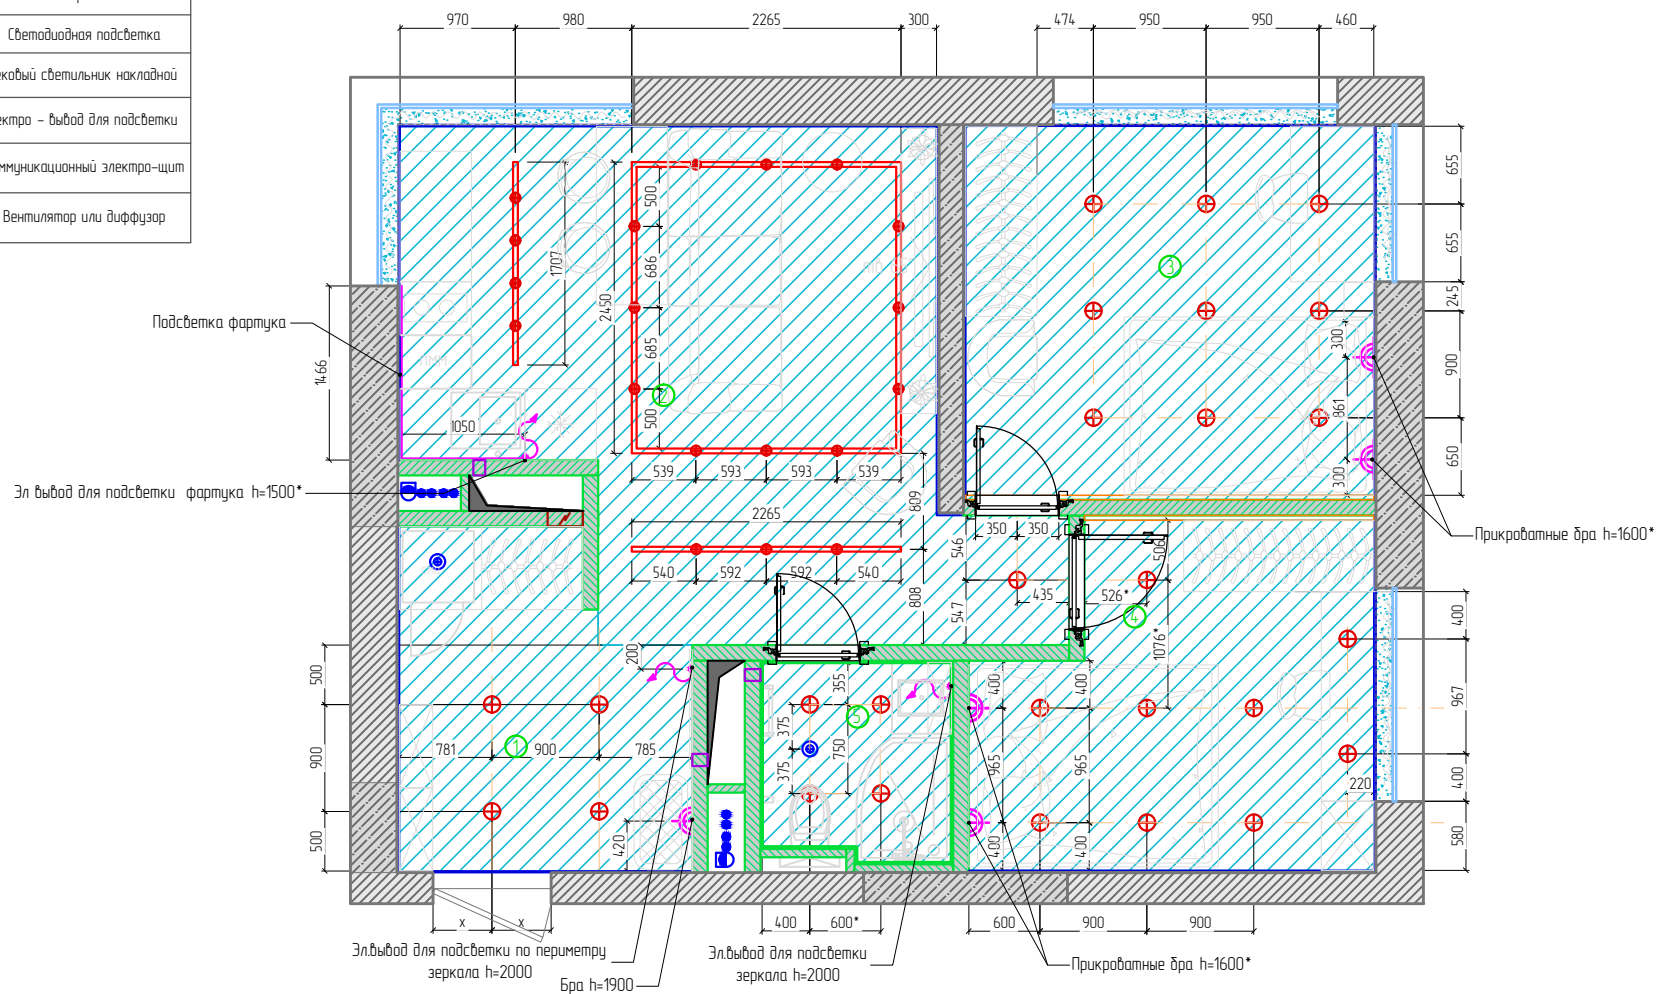 Светодиодная подсветка
ковый светильник накладной
ктро - вывод для подсветки
ммуникационный электро-щит
Вентилятор или диффузор
970 980 2265 300 474 950 950 460
655
655
245
900
650
300
861
300
400
967
400
580
220
Подсветка фартука
1466
1050
1707
2450
500
686
685
500
2
3
539 593 593 539
2265
540 592 592 540
809
808
546
547
350 350
435
526*
506
1076*
4
Эл вывод для подсветки фартука h=1500*
Прикроватные бра h=1600*
500
900
500
781 900 785
1
200
420
355
375
375
750
5
400
965
400
400
965
400
х х
400 600*
600 900 900
Эл.вывод для подсветки по периметру
зеркала h=2000
Бра h=1900
Эл.вывод для подсветки
зеркала h=2000
Прикроватные бра h=1600*